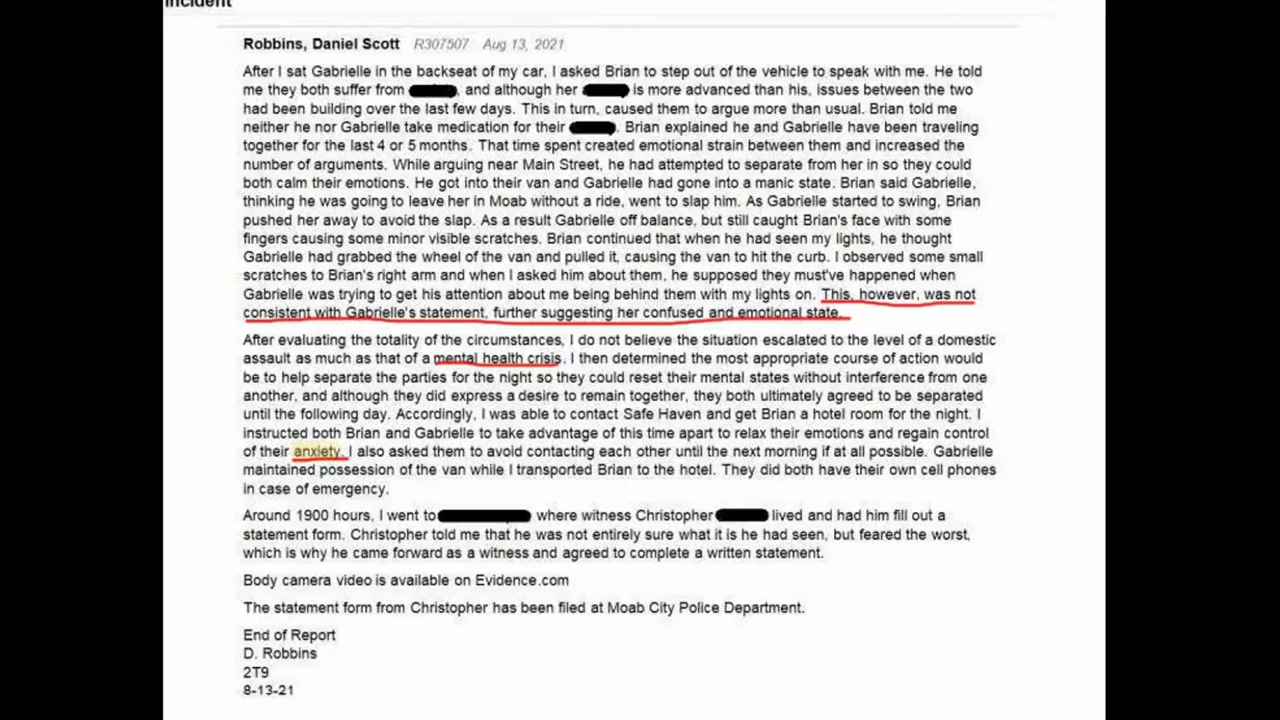 Incident
Robbins, Daniel Scott R307507 Aug 13, 2021
After I sat Gabrielle in the backseat of my car, I asked Brian to step out of the vehicle to speak with me. He told
me they both suffer from , and although her is more advanced than his, issues between the two
had been building over the last few days. This in turn, caused them to argue more than usual. Brian told me
neither he nor Gabrielle take medication for their . Brian explained he and Gabrielle have been traveling
together for the last 4 or 5 months. That time spent created emotional strain between them and increased the
number of arguments. While arguing near Main Street, he had attempted to separate from her in so they could
both calm their emotions. He got into their van and Gabrielle had gone into a manic state. Brian said Gabrielle,
thinking he was going to leave her in Moab without a ride, went to slap him. As Gabrielle started to swing, Brian
pushed her away to avoid the slap. As a result Gabrielle off balance, but still caught Brian's face with some
fingers causing some minor visible scratches. Brian continued that when he had seen my lights, he thought
Gabrielle had grabbed the wheel of the van and pulled it, causing the van to hit the curb. I observed some small
scratches to Brian's right arm and when I asked him about them, he supposed they must've happened when
Gabrielle was trying to get his attention about me being behind them with my lights on. This, however, was not
consistent with Gabrielle's statement, further suggesting her confused and emotional state.
After evaluating the totality of the circumstances, I do not believe the situation escalated to the level of a domestic
assault as much as that of a mental health crisis. I then determined the most appropriate course of action would
be to help separate the parties for the night so they could reset their mental states without interference from one
another, and although they did express a desire to remain together, they both ultimately agreed to be separated
until the following day. Accordingly, I was able to contact Safe Haven and get Brian a hotel room for the night. I
instructed both Brian and Gabrielle to take advantage of this time apart to relax their emotions and regain control
of their anxiety. I also asked them to avoid contacting each other until the next morning if at all possible. Gabrielle
maintained possession of the van while I transported Brian to the hotel. They did both have their own cell phones
in case of emergency.
Around 1900 hours, I went to where witness Christopher lived and had him fill out a
statement form. Christopher told me that he was not entirely sure what it is he had seen, but feared the worst,
which is why he came forward as a witness and agreed to complete a written statement.
Body camera video is available on Evidence.com
The statement form from Christopher has been filed at Moab City Police Department.
End of Report
D. Robbins
2T9
8-13-21